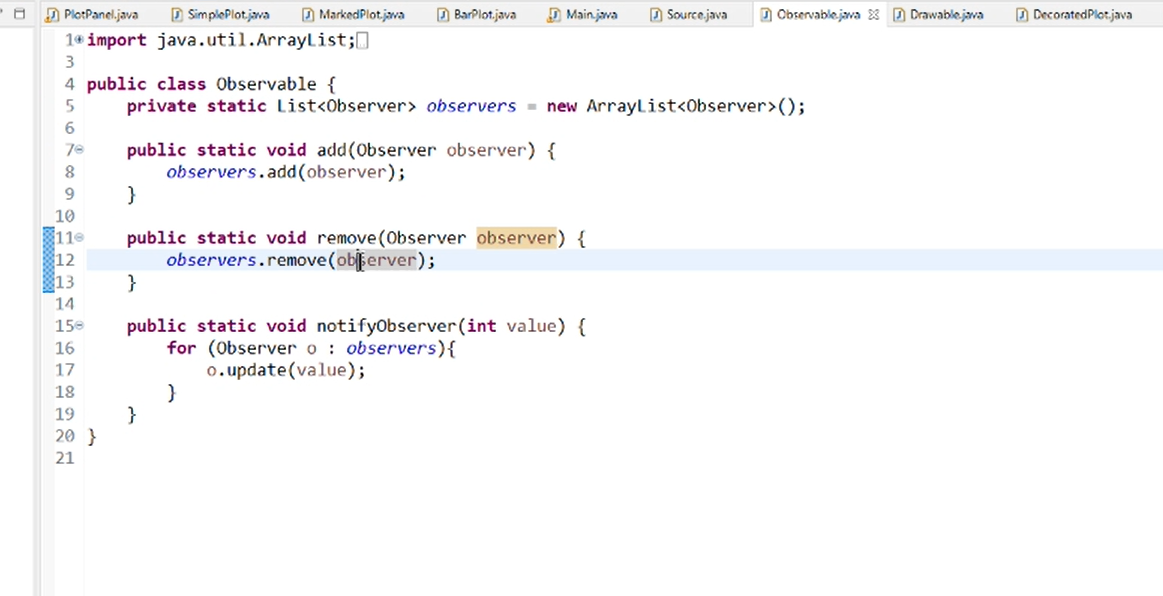 PlotPanel.java SimplePlot.java MarkedPlot.java BarPlot.java Main.java Source.java Observable.java Drawable.java DecoratedPlot.java
1 import java.util.ArrayList;
3
4 public class Observable {
5 private static List<Observer> observers = new ArrayList<Observer>();
6
7 public static void add(Observer observer) {
8 observers.add(observer);
9 }
10
11 public static void remove(Observer observer) {
12 observers.remove(observer);
13 }
14
15 public static void notifyObserver(int value) {
16 for (Observer o : observers){
17 o.update(value);
18 }
19 }
20 }
21